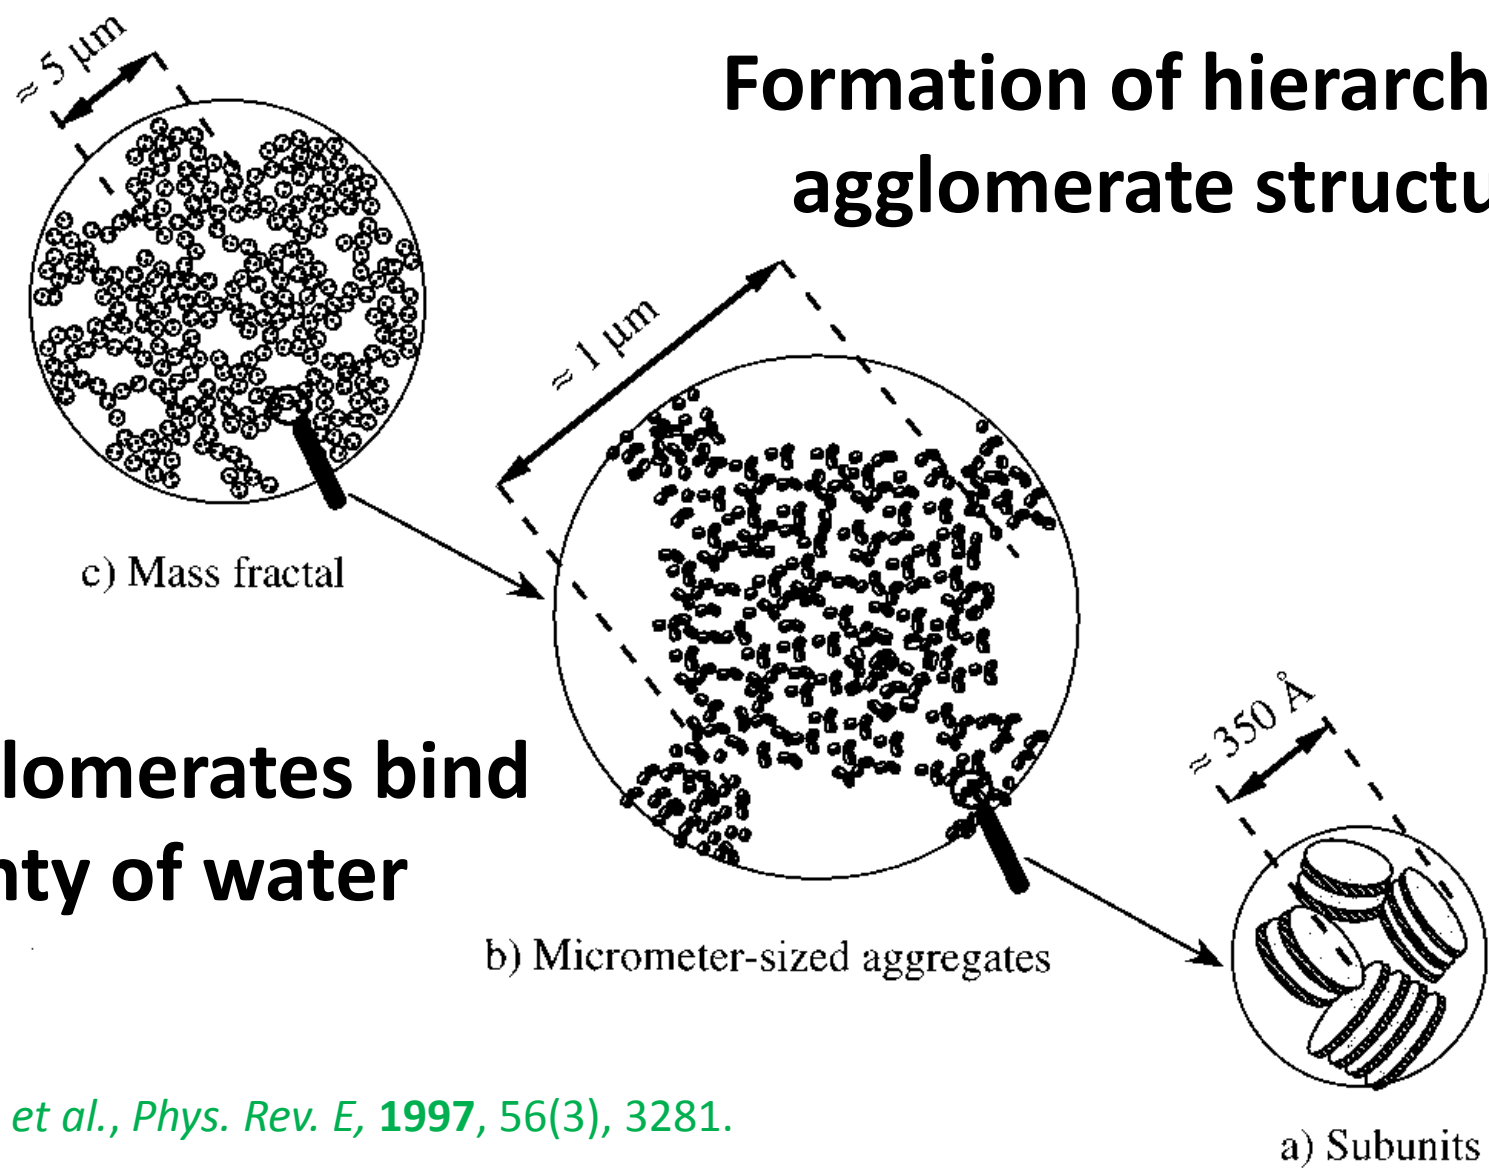 ≈ 5 μm
Formation of hierarch
agglomerate structu
≈ 1 μm
c) Mass fractal
lomerates bind
nty of water
≈ 350 Å
b) Micrometer-sized aggregates
et al., Phys. Rev. E, 1997, 56(3), 3281.
a) Subunits